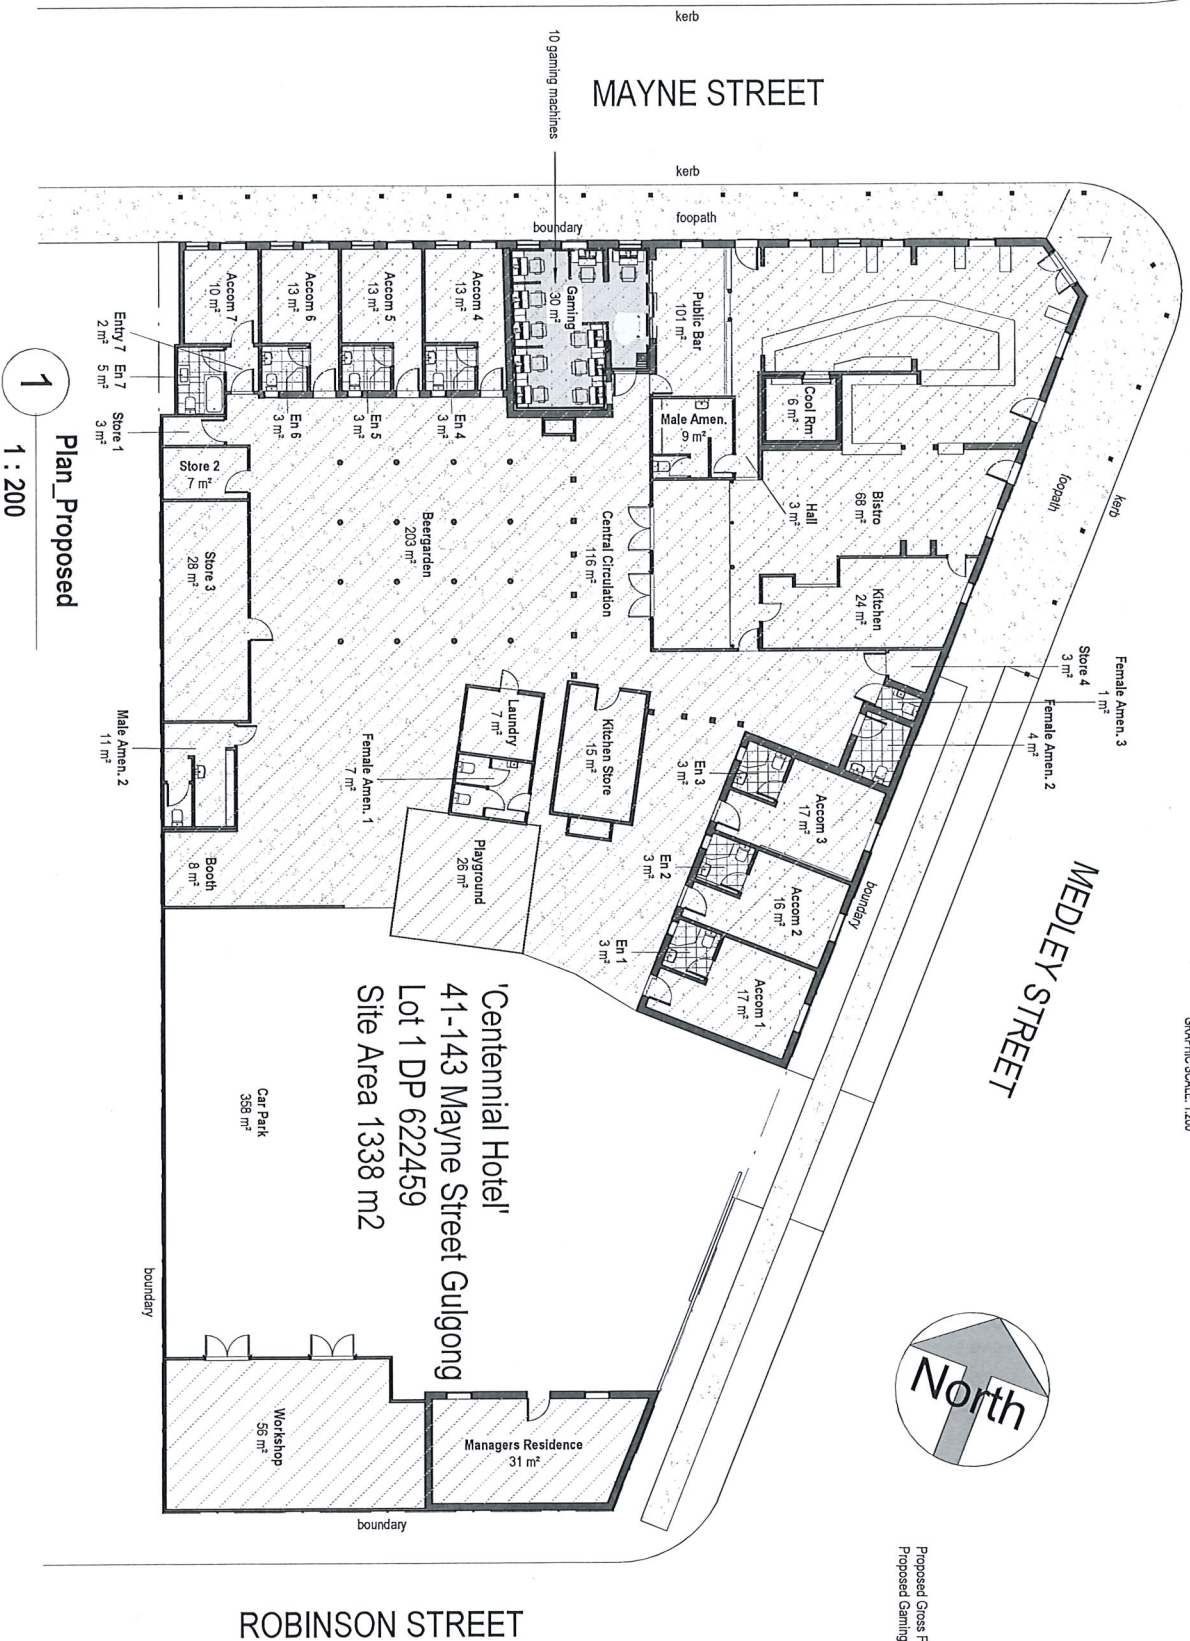 kerb
MAYNE STREET
10 gaming machines
kerb
foopath
boundary
Accom 7
10 m²
Accom 6
13 m²
Accom 5
13 m²
Accom 4
13 m²
Gaming
30 m²
Public Bar
101 m²
Entry 7
2 m²
En 7
5 m²
Store 1
3 m²
En 6
3 m²
En 5
3 m²
En 4
3 m²
Male Amen.
9 m²
Cool Rm
6 m²
foopath
kerb
Store 2
7 m²
Store 3
28 m²
Beergarden
203 m²
Central Circulation
116 m²
Hall
3 m²
Bistro
68 m²
Kitchen
24 m²
Store 4
3 m²
Female Amen. 3
1 m²
Female Amen. 2
4 m²
1
Plan_Proposed
1 : 200
Male Amen. 2
11 m²
Female Amen. 1
7 m²
Laundry
7 m²
Kitchen Store
15 m²
En 3
3 m²
Accom 3
17 m²
Booth
8 m²
Playground
26 m²
En 2
3 m²
Accom 2
16 m²
boundary
En 1
3 m²
Accom 1
17 m²
MEDLEY STREET
'Centennial Hotel'
41-143 Mayne Street Gulgong
Lot 1 DP 622459
Site Area 1338 m2
Car Park
358 m²
boundary
North
Workshop
56 m²
Managers Residence
31 m²
boundary
Proposed Gross F
Proposed Gaming
ROBINSON STREET